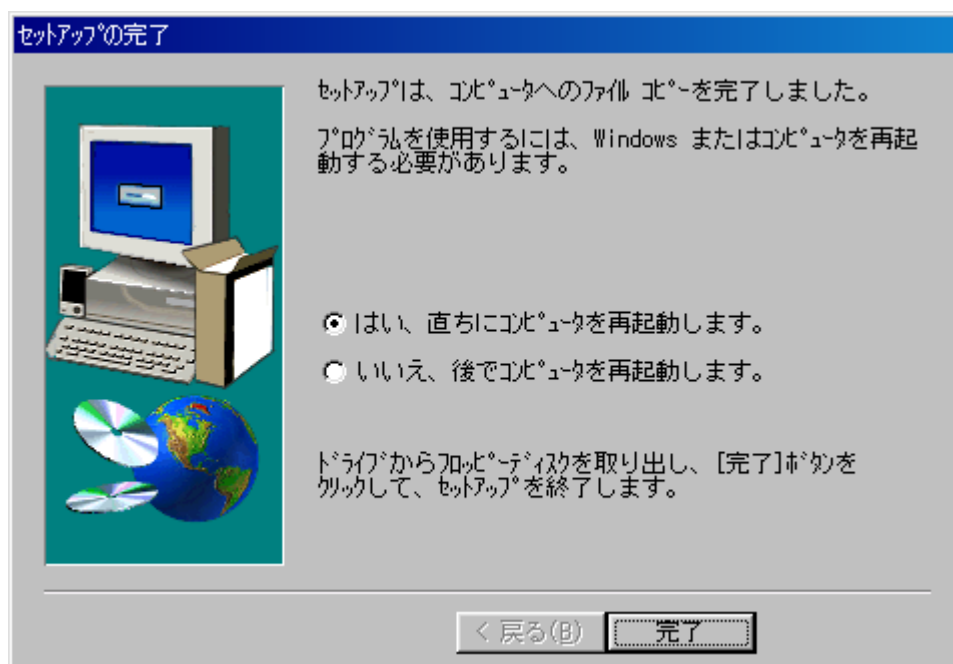 ｾｯﾄｱｯﾌﾟの完了
ｾｯﾄｱｯﾌﾟは、ｺﾝﾋﾟｭｰﾀへのﾌｧｲﾙ ｺﾋﾟｰを完了しました。
ﾌﾟﾛｸﾞﾗﾑを使用するには、Windows またはｺﾝﾋﾟｭｰﾀを再起
動する必要があります。
はい、直ちにｺﾝﾋﾟｭｰﾀを再起動します。
いいえ、後でｺﾝﾋﾟｭｰﾀを再起動します。
ﾄﾞﾗｲﾌﾞからﾌﾛｯﾋﾟｰﾃﾞｨｽｸを取り出し、[完了]ﾎﾞﾀﾝを
ｸﾘｯｸして、ｾｯﾄｱｯﾌﾟを終了します。
< 戻る(B)
完了